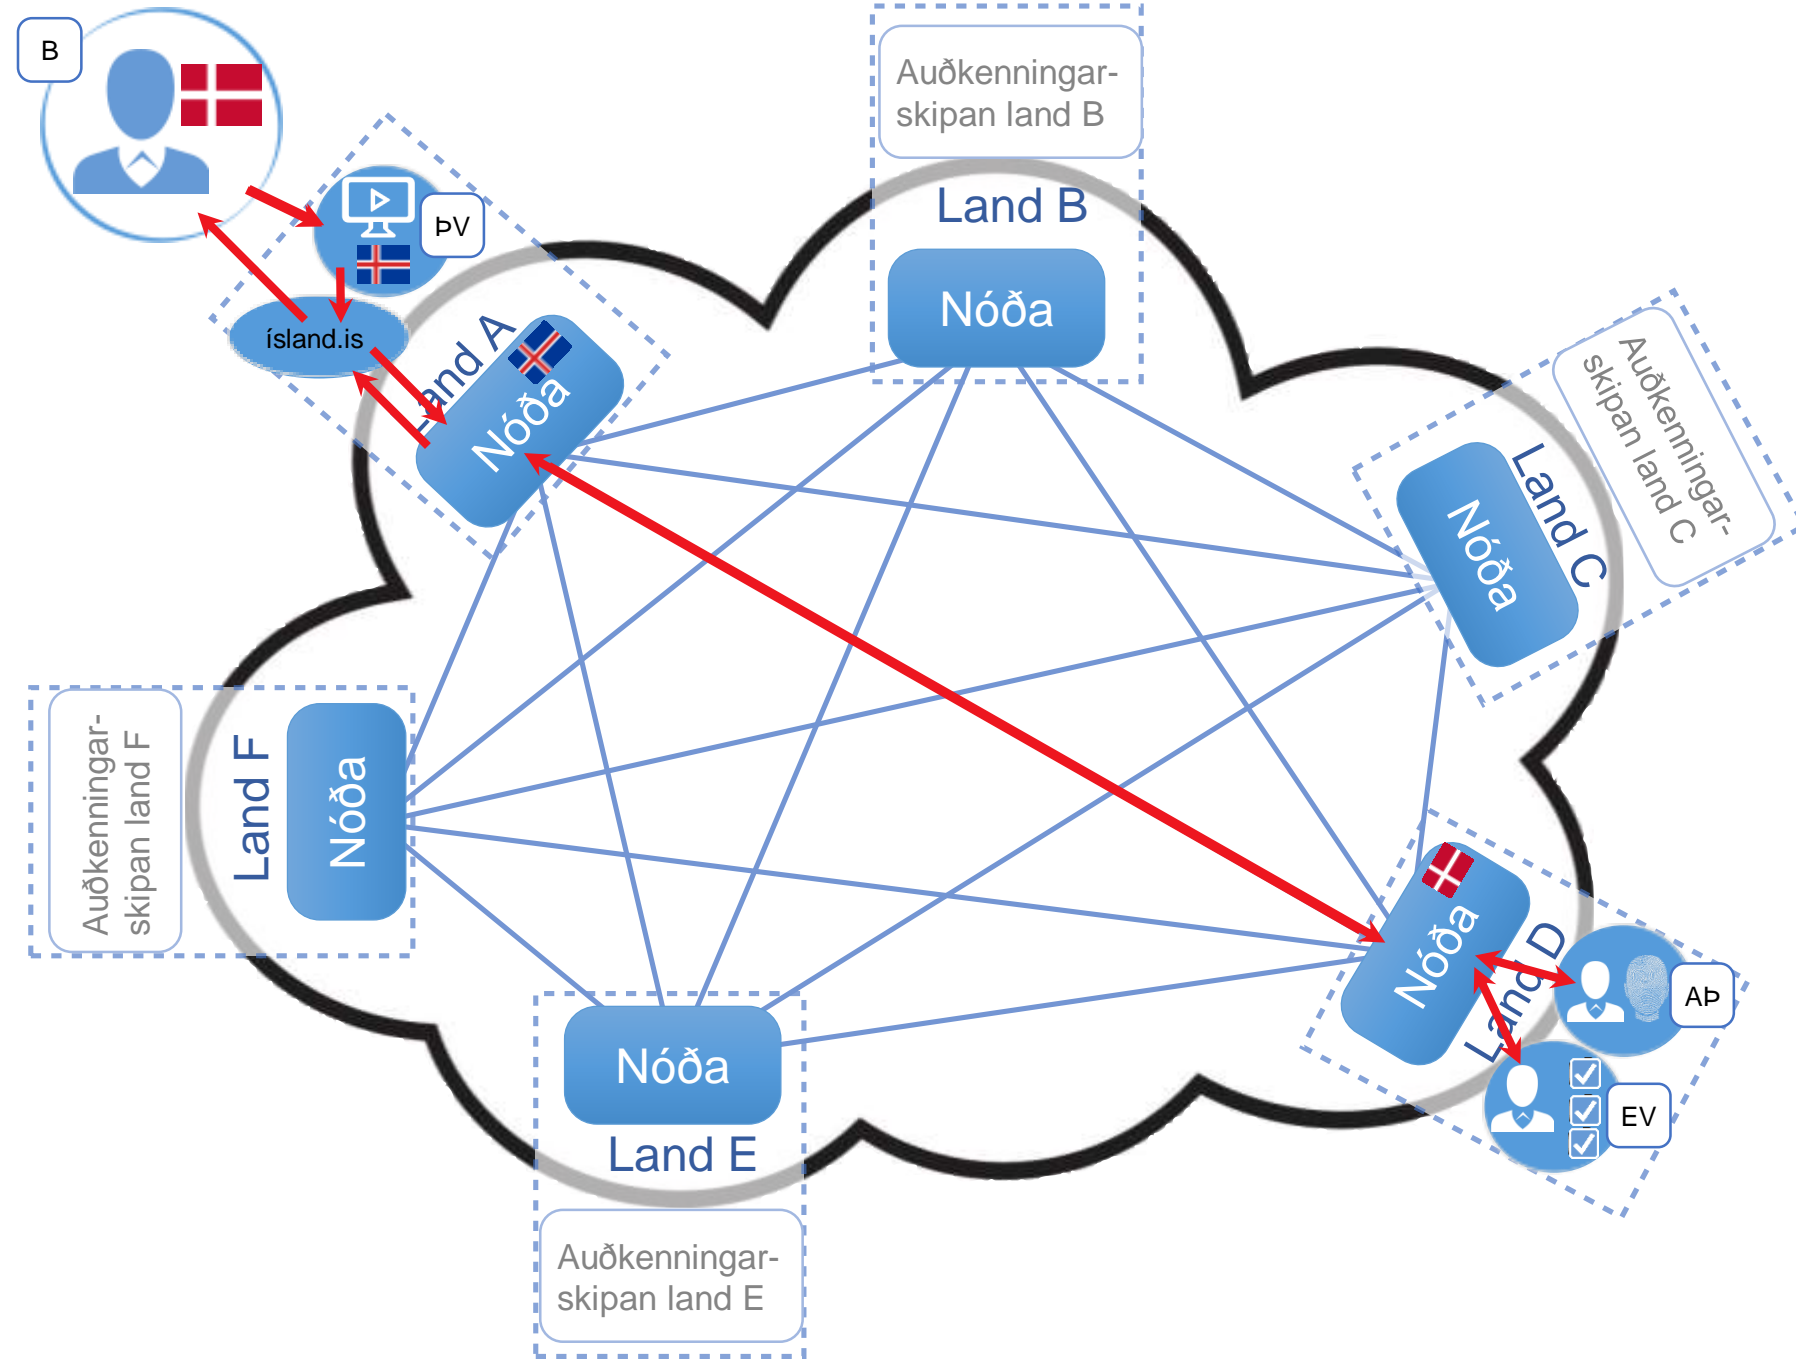 B
Auðkenningar-
skipan land B
Land B
Nóða
ÞV
ísland.is
Land A
Nóða
Auðkenningar-
skipan land C
Land C
Nóða
Auðkenningar-
skipan land F
Land F
Nóða
Nóða
Land D
AÞ
EV
Nóða
Land E
Auðkenningar-
skipan land E